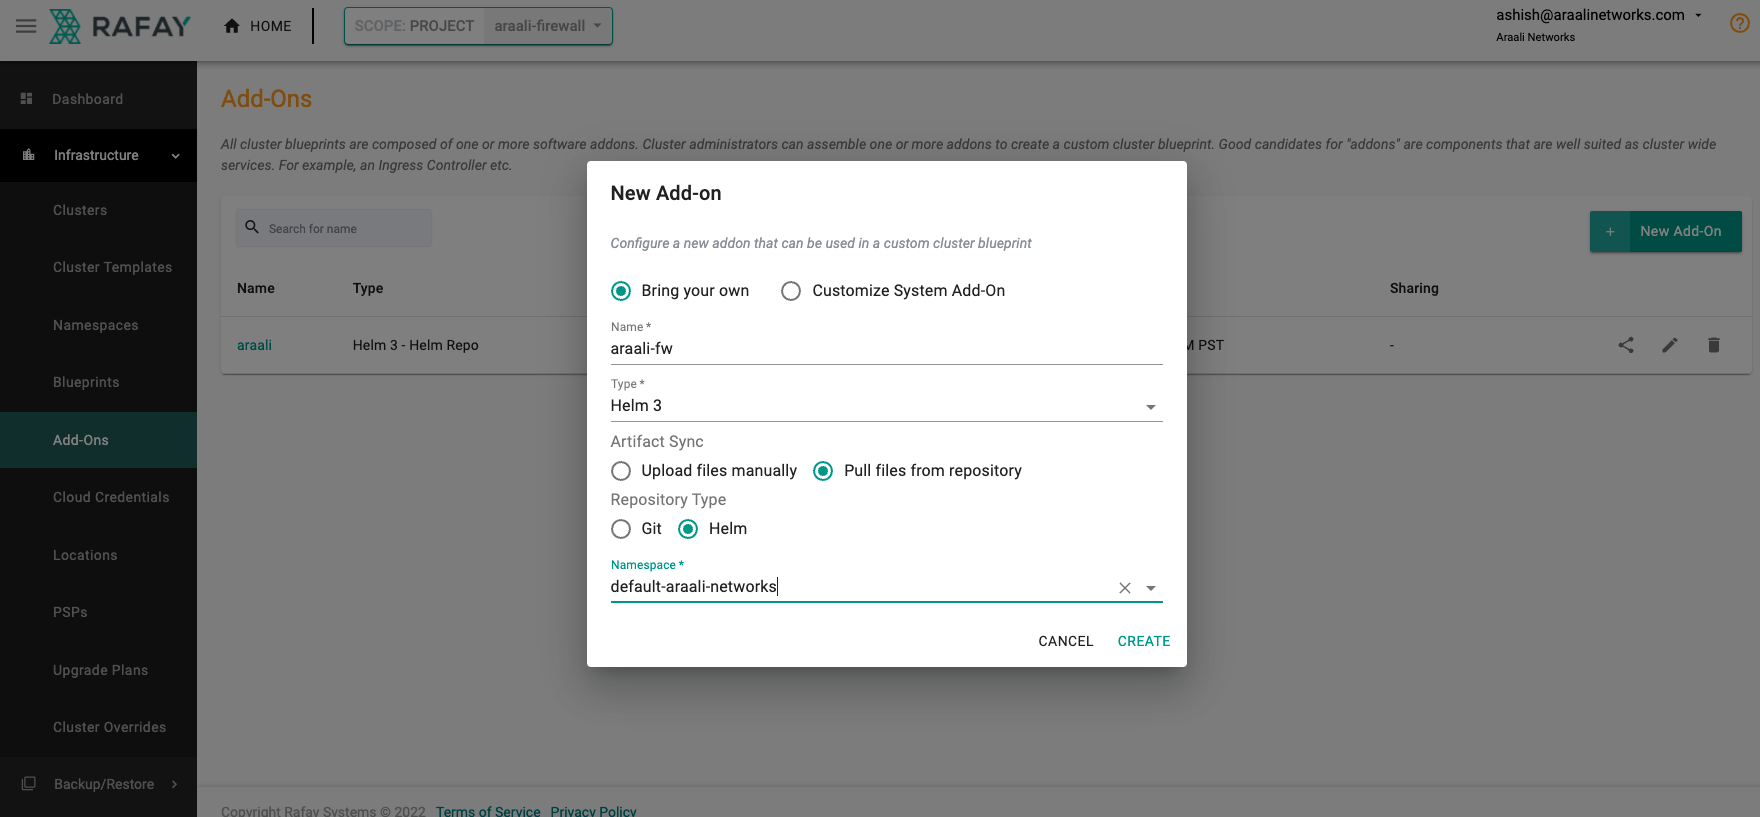 RAFAY
HOME
SCOPE: PROJECT araali-firewall
ashish@araalinetworks.com
Araali Networks
Dashboard
Infrastructure
Clusters
Cluster Templates
Namespaces
Blueprints
Add-Ons
Cloud Credentials
Locations
PSPs
Upgrade Plans
Cluster Overrides
Backup/Restore
Add-Ons
All cluster blueprints are composed of one or more software addons. Cluster administrators can assemble one or more addons to create a custom cluster blueprint. Good candidates for "addons" are components that are well suited as cluster wide
services. For example, an Ingress Controller etc.
Search for name
+ New Add-On
Name Type Sharing
araali Helm 3 - Helm Repo M PST -
New Add-on
Configure a new addon that can be used in a custom cluster blueprint
Bring your own Customize System Add-On
Name *
araali-fw
Type *
Helm 3
Artifact Sync
Upload files manually Pull files from repository
Repository Type
Git Helm
Namespace *
default-araali-networks
CANCEL CREATE
Copyright Rafay Systems © 2022 Terms of Service Privacy Policy